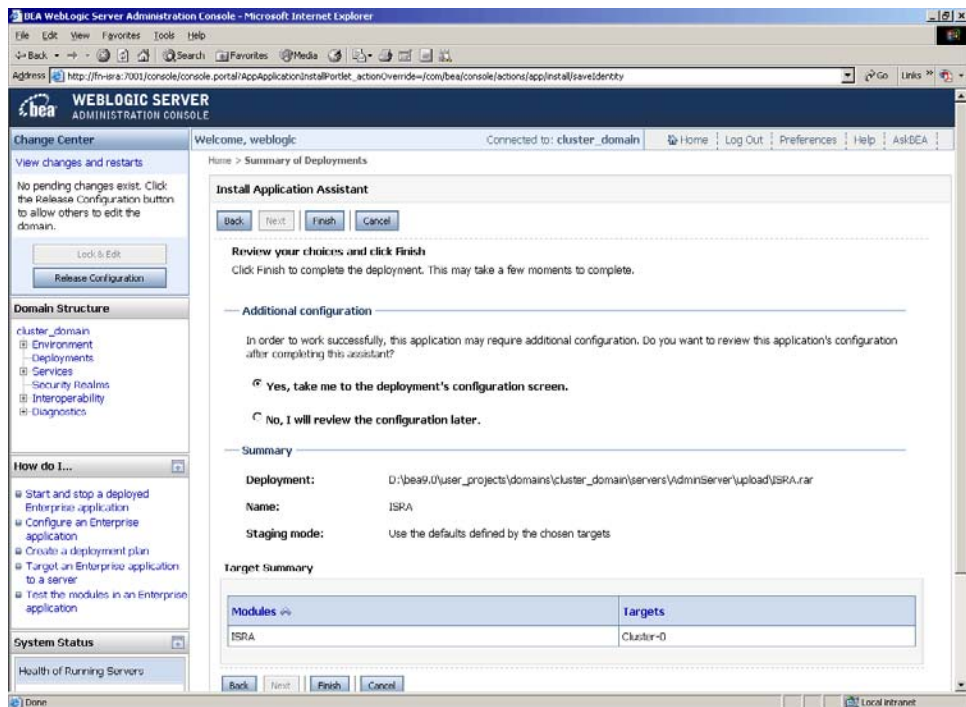 BEA WebLogic Server Administration Console - Microsoft Internet Explorer
File Edit View Favorites Tools Help
Back Search Favorites Media
Address http://fn-isra:7001/console/console.portal?AppApplicationInstallPortlet_actionOverride=/com/bea/console/actions/app/install/saveIdentity Go Links »
bea WEBLOGIC SERVER
ADMINISTRATION CONSOLE
Change Center
View changes and restarts
No pending changes exist. Click
the Release Configuration button
to allow others to edit the
domain.
Lock & Edit
Release Configuration
Domain Structure
cluster_domain
Environment
Deployments
Services
Security Realms
Interoperability
Diagnostics
How do I...
Start and stop a deployed
Enterprise application
Configure an Enterprise
application
Create a deployment plan
Target an Enterprise application
to a server
Test the modules in an Enterprise
application
System Status
Health of Running Servers
Welcome, weblogic Connected to: cluster_domain Home Log Out Preferences Help AskBEA
Home > Summary of Deployments
Install Application Assistant
Back Next Finish Cancel
Review your choices and click Finish
Click Finish to complete the deployment. This may take a few moments to complete.
Additional configuration
In order to work successfully, this application may require additional configuration. Do you want to review this application's configuration
after completing this assistant?
Yes, take me to the deployment's configuration screen.
No, I will review the configuration later.
Summary
Deployment: D:\bea9.0\user_projects\domains\cluster_domain\servers\AdminServer\upload\ISRA.rar
Name: ISRA
Staging mode: Use the defaults defined by the chosen targets
Target Summary
Modules Targets
ISRA Cluster-0
Back Next Finish Cancel
Done Local intranet